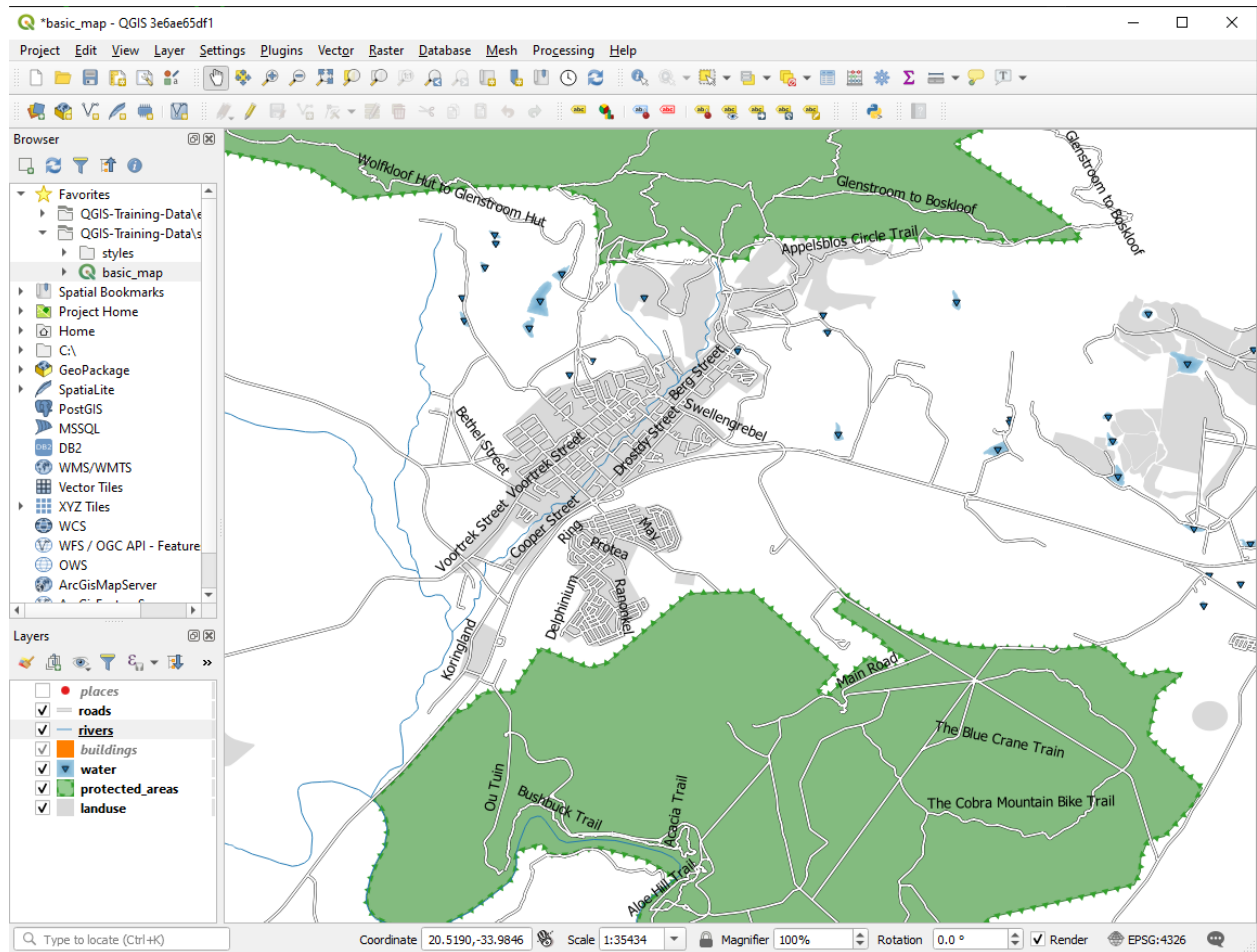 *basic_map - QGIS 3e6ae65df1
Project Edit View Layer Settings Plugins Vector Raster Database Mesh Processing Help
Browser
Favorites
QGIS-Training-Data\e
QGIS-Training-Data\s
styles
basic_map
Spatial Bookmarks
Project Home
Home
C:\
GeoPackage
SpatiaLite
PostGIS
MSSQL
DB2
WMS/WMTS
Vector Tiles
XYZ Tiles
WCS
WFS / OGC API - Feature
OWS
ArcGisMapServer
Layers
places
roads
rivers
buildings
water
protected_areas
landuse
Wolfkloof Hut to Glenstroom Hut
Glenstroom to Boskloof
Glenstroom to Boskloof
Appelsblos Circle Trail
Berg Street
Swellengrebel
Drostdy Street
Bethel Street
Voortrek Street
Voortrek Street
Cooper Street
Ring
May
Protea
Delphinium
Ranonkel
Koringland
Main Road
The Blue Crane Train
The Cobra Mountain Bike Trail
Ou Tuin
Bushbuck Trail
Acacia Trail
Aloe Hill Trail
Type to locate (Ctrl+K)
Coordinate 20.5190,-33.9846 Scale 1:35434 Magnifier 100% Rotation 0.0 ° Render EPSG:4326